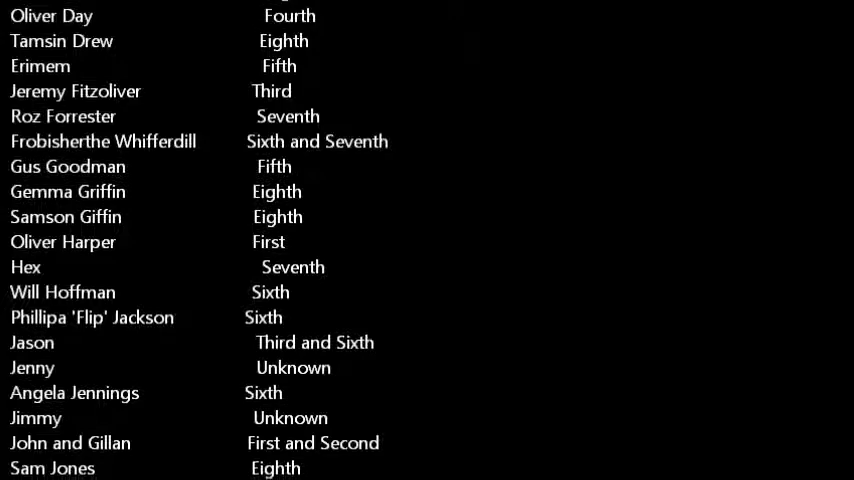 Oliver Day Fourth
Tamsin Drew Eighth
Erimem Fifth
Jeremy Fitzoliver Third
Roz Forrester Seventh
Frobisherthe Whifferdill Sixth and Seventh
Gus Goodman Fifth
Gemma Griffin Eighth
Samson Giffin Eighth
Oliver Harper First
Hex Seventh
Will Hoffman Sixth
Phillipa 'Flip' Jackson Sixth
Jason Third and Sixth
Jenny Unknown
Angela Jennings Sixth
Jimmy Unknown
John and Gillan First and Second
Sam Jones Eighth